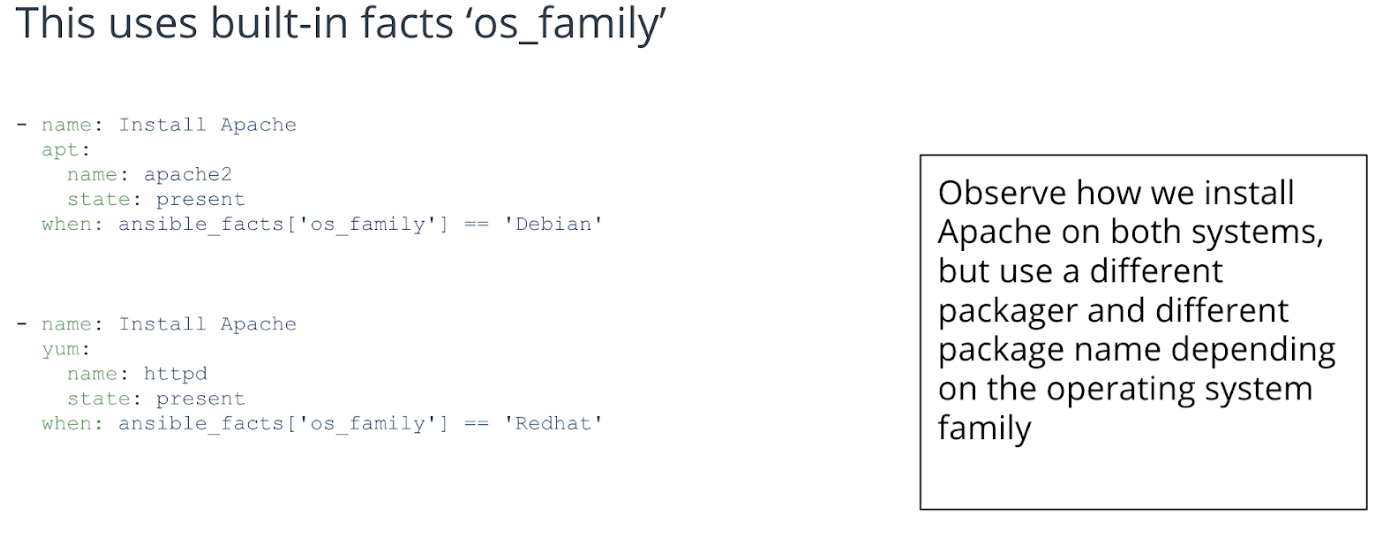 This uses built-in facts ‘os_family’
- name: Install Apache
  apt:
    name: apache2
    state: present
  when: ansible_facts['os_family'] == 'Debian'
- name: Install Apache
  yum:
    name: httpd
    state: present
  when: ansible_facts['os_family'] == 'Redhat'
Observe how we install
Apache on both systems,
but use a different
packager and different
package name depending
on the operating system
family